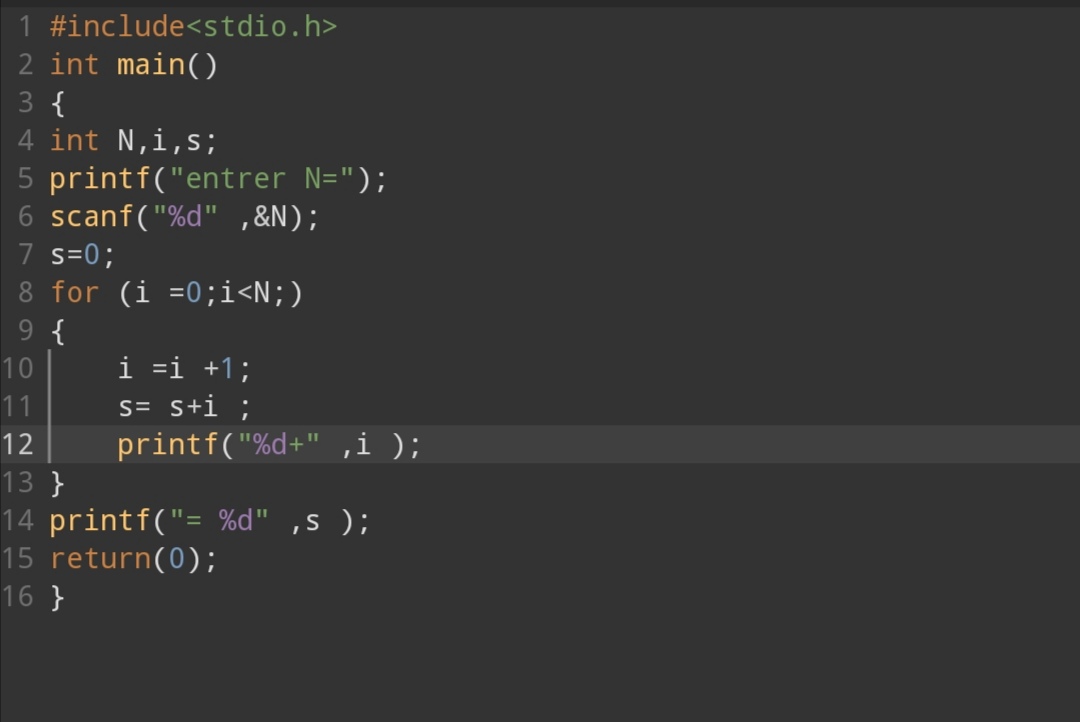 1 #include<stdio.h>
2 int main()
3 {
4 int N,i,s;
5 printf("entrer N=");
6 scanf("%d" ,&N);
7 s=0;
8 for (i =0;i<N;)
9 {
10     i =i +1;
11     s= s+i ;
12     printf("%d+" ,i );
13 }
14 printf("= %d" ,s );
15 return(0);
16 }